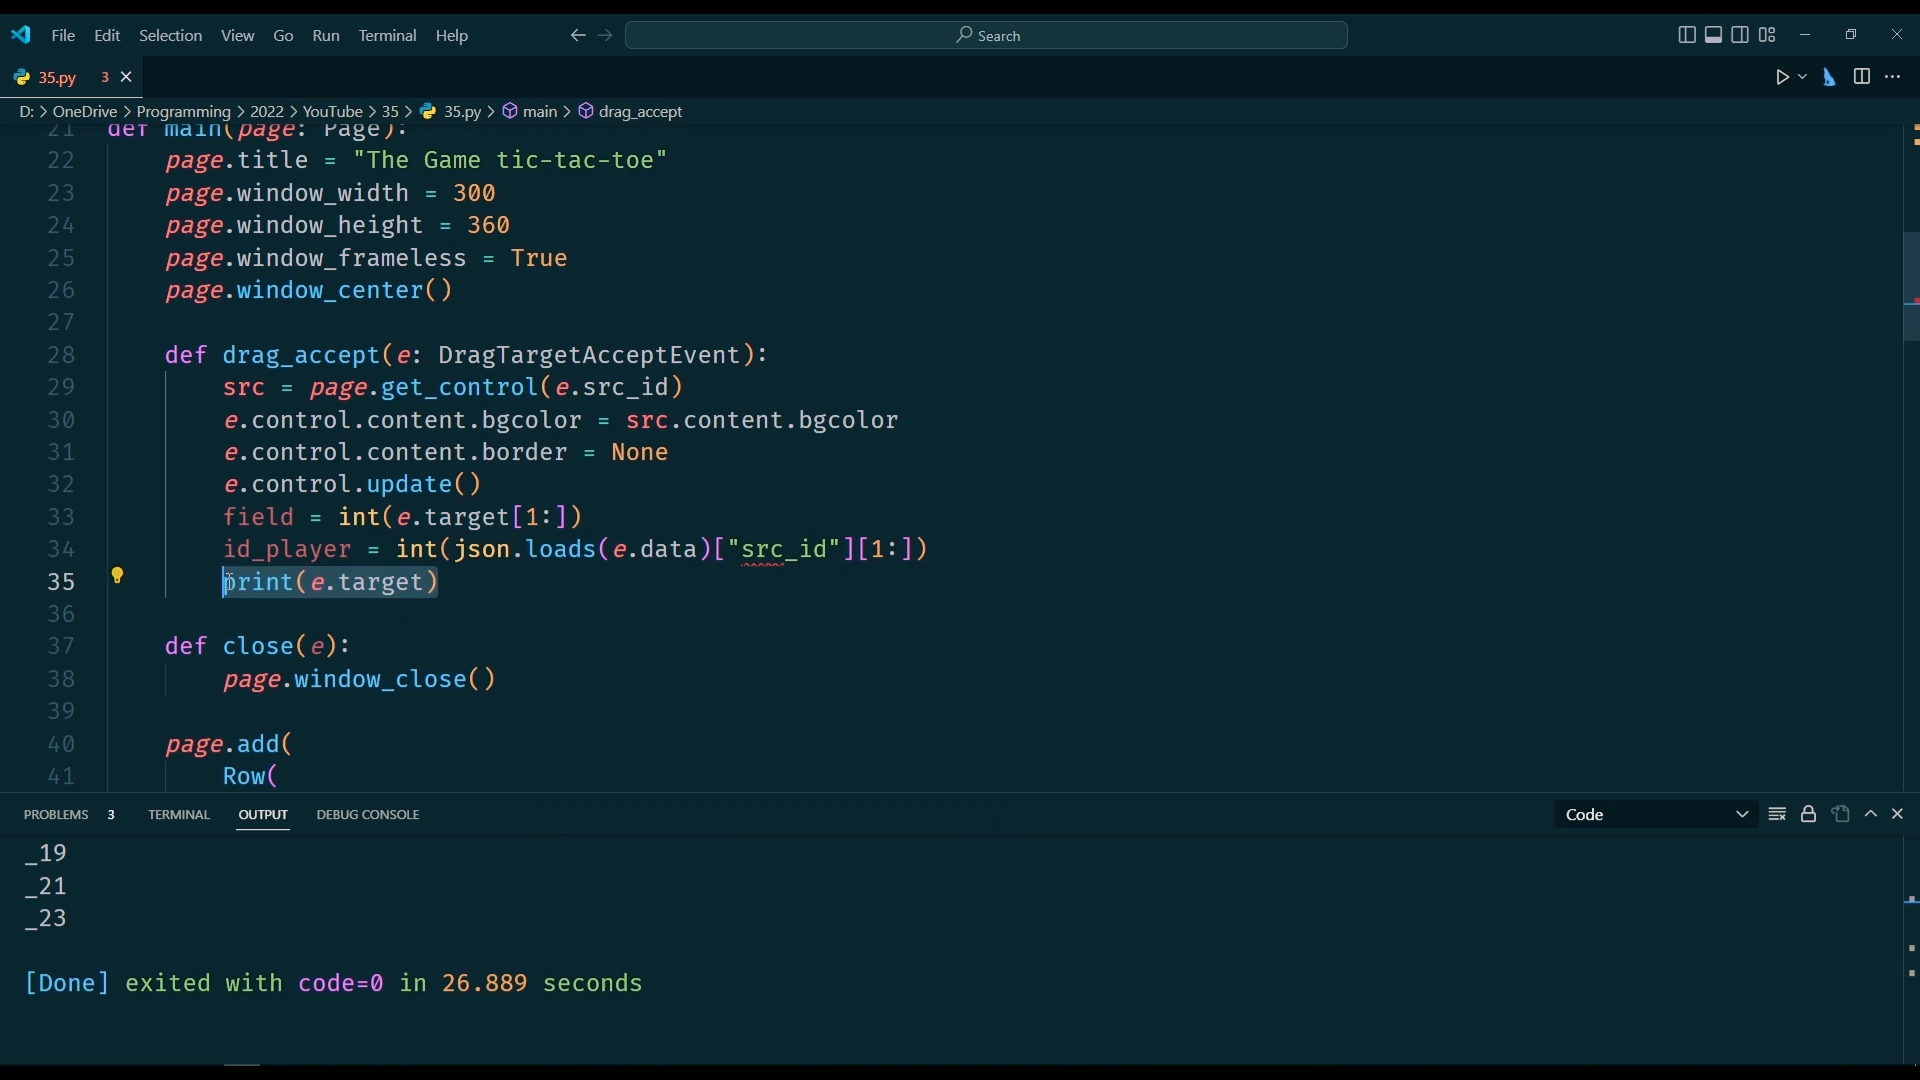 File Edit Selection View Go Run Terminal Help Search
35.py 3
D: > OneDrive > Programming > 2022 > YouTube > 35 > 35.py > main > drag_accept
21 def main(page: Page):
22 page.title = "The Game tic-tac-toe"
23 page.window_width = 300
24 page.window_height = 360
25 page.window_frameless = True
26 page.window_center()
27
28 def drag_accept(e: DragTargetAcceptEvent):
29 src = page.get_control(e.src_id)
30 e.control.content.bgcolor = src.content.bgcolor
31 e.control.content.border = None
32 e.control.update()
33 field = int(e.target[1:])
34 id_player = int(json.loads(e.data)["src_id"][1:])
35 print(e.target)
36
37 def close(e):
38 page.window_close()
39
40 page.add(
41 Row(
PROBLEMS 3 TERMINAL OUTPUT DEBUG CONSOLE Code
_19
_21
_23
[Done] exited with code=0 in 26.889 seconds